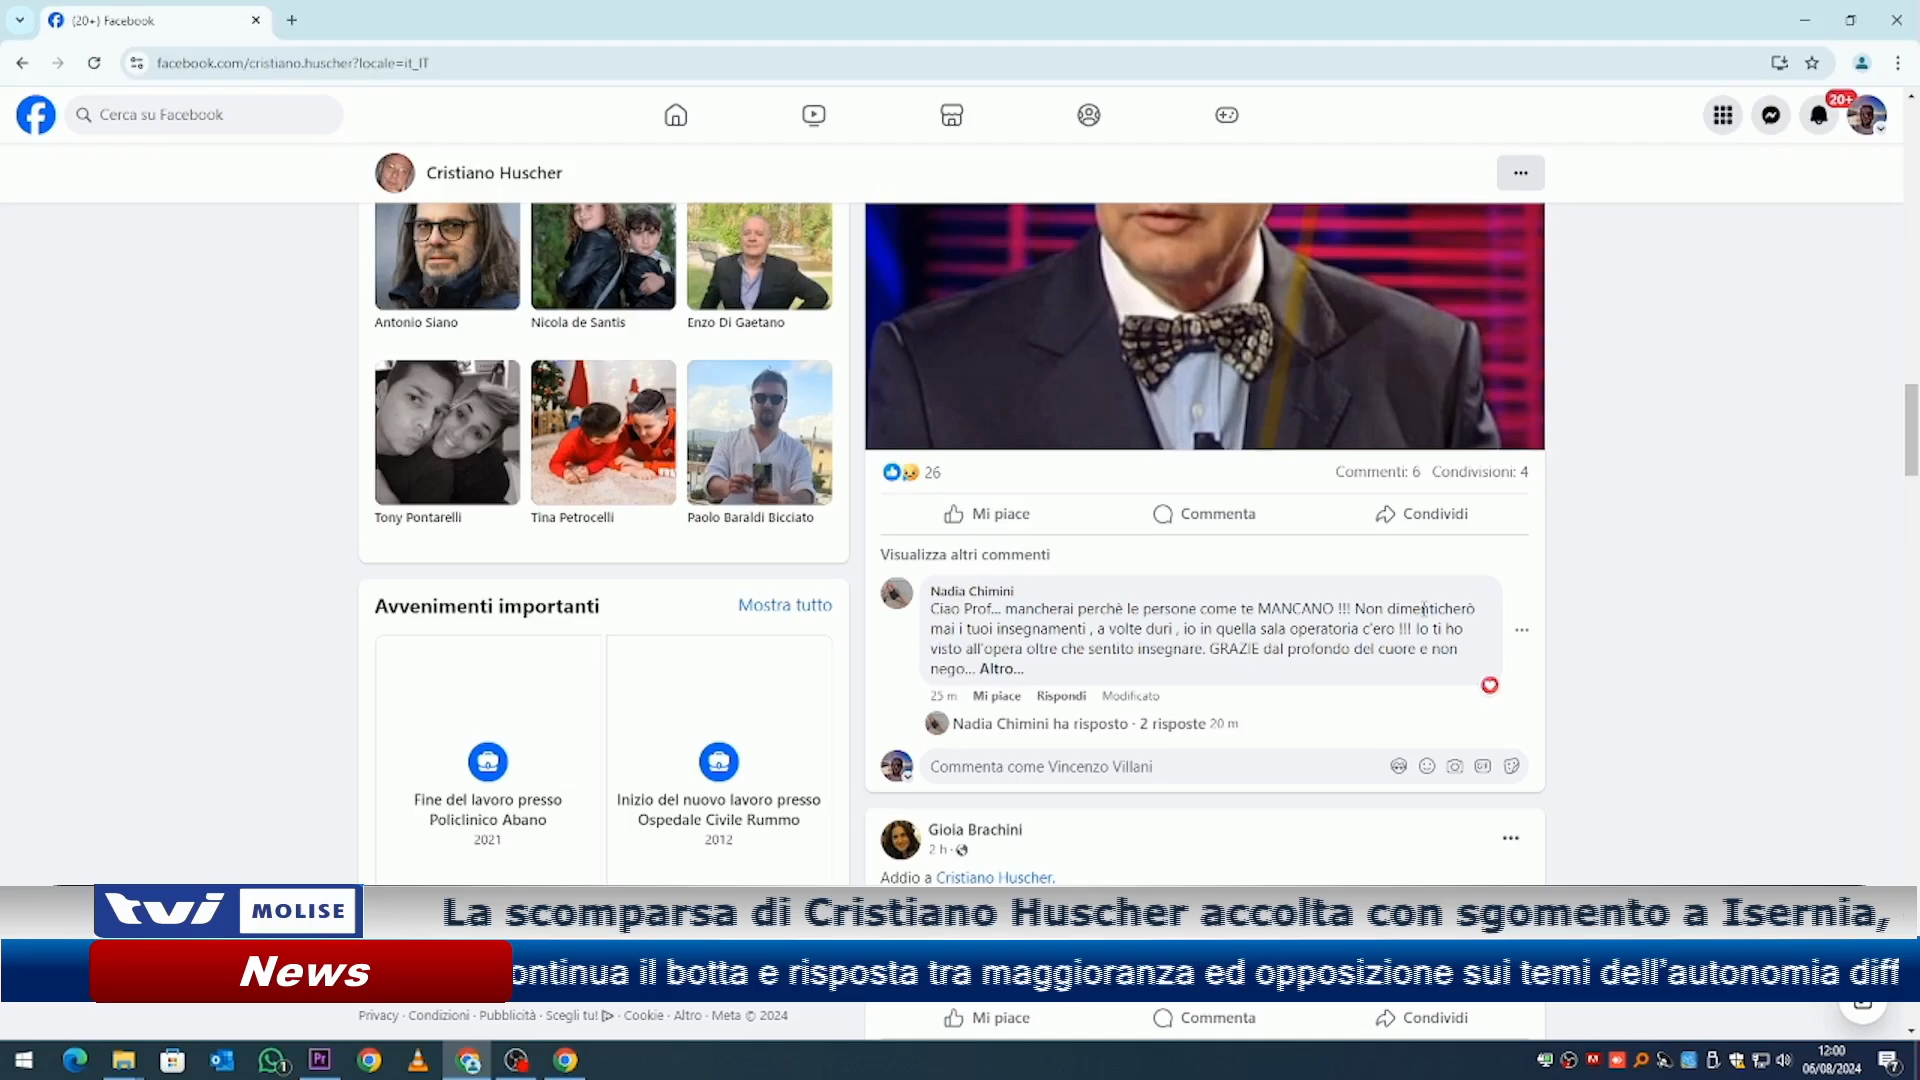 (20+) Facebook
facebook.com/cristiano.huscher?locale=it_IT
Cerca su Facebook
20+
Cristiano Huscher
Antonio Siano
Nicola de Santis
Enzo Di Gaetano
Tony Pontarelli
Tina Petrocelli
Paolo Baraldi Bicciato
Avvenimenti importanti
Mostra tutto
Fine del lavoro presso
Policlinico Abano
2021
Inizio del nuovo lavoro presso
Ospedale Civile Rummo
2012
Privacy · Condizioni · Pubblicità · Scegli tu! · Cookie · Altro · Meta © 2024
26
Commenti: 6 Condivisioni: 4
Mi piace
Commenta
Condividi
Visualizza altri commenti
Nadia Chimini
Ciao Prof... mancherai perchè le persone come te MANCANO !!! Non dimenticherò
mai i tuoi insegnamenti , a volte duri , io in quella sala operatoria c'ero !!! Io ti ho
visto all'opera oltre che sentito insegnare. GRAZIE dal profondo del cuore e non
nego... Altro...
25 m Mi piace Rispondi Modificato
Nadia Chimini ha risposto · 2 risposte 20 m
Commenta come Vincenzo Villani
Gioia Brachini
2 h
Addio a Cristiano Huscher.
Mi piace
Commenta
Condividi
tvi MOLISE
La scomparsa di Cristiano Huscher accolta con sgomento a Isernia,
News
ontinua il botta e risposta tra maggioranza ed opposizione sui temi dell'autonomia diff
Pr
12:00
06/08/2024